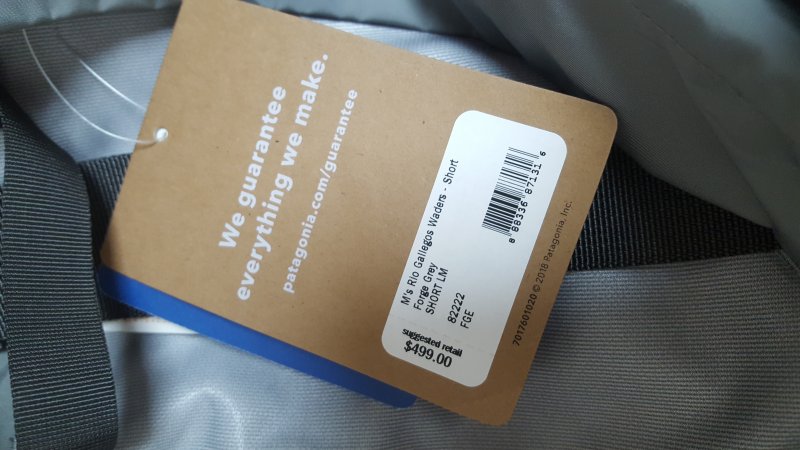 We guarantee
everything we make.
patagonia.com/guarantee
M's Rio Gallegos Waders - Short
Forge Grey
SHORT LM
82222
FGE
suggested retail
$499.00
8 88336 87131 6
7017601020 © 2018 Patagonia, Inc.